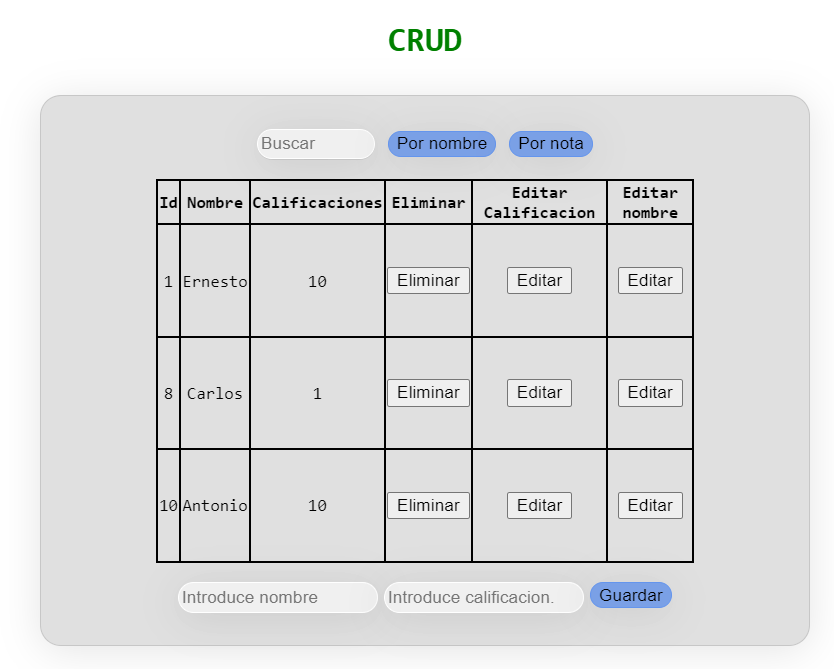 CRUD
Buscar Por nombre Por nota
Id Nombre Calificaciones Eliminar Editar Calificacion Editar nombre
1 Ernesto 10 Eliminar Editar Editar
8 Carlos 1 Eliminar Editar Editar
10 Antonio 10 Eliminar Editar Editar
Introduce nombre Introduce calificacion. Guardar